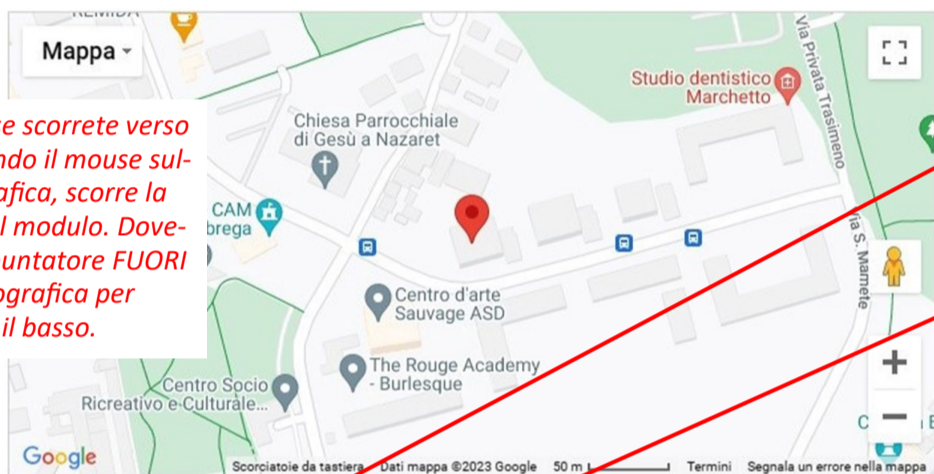 REMIDA
Mappa
Via Privata Trasimeno
Studio dentistico
Marchetto
e scorrete verso
ndo il mouse sul-
afica, scorre la
l modulo. Dove-
puntatore FUORI
ografica per
il basso.
Chiesa Parrocchiale
di Gesù a Nazaret
CAM
brega
Via S. Mamete
Centro d'arte
Sauvage ASD
The Rouge Academy
- Burlesque
Centro Socio
Ricreativo e Culturale...
Google
Scorciatoie da tastiera
Dati mappa ©2023 Google
50 m
Termini
Segnala un errore nella mappa